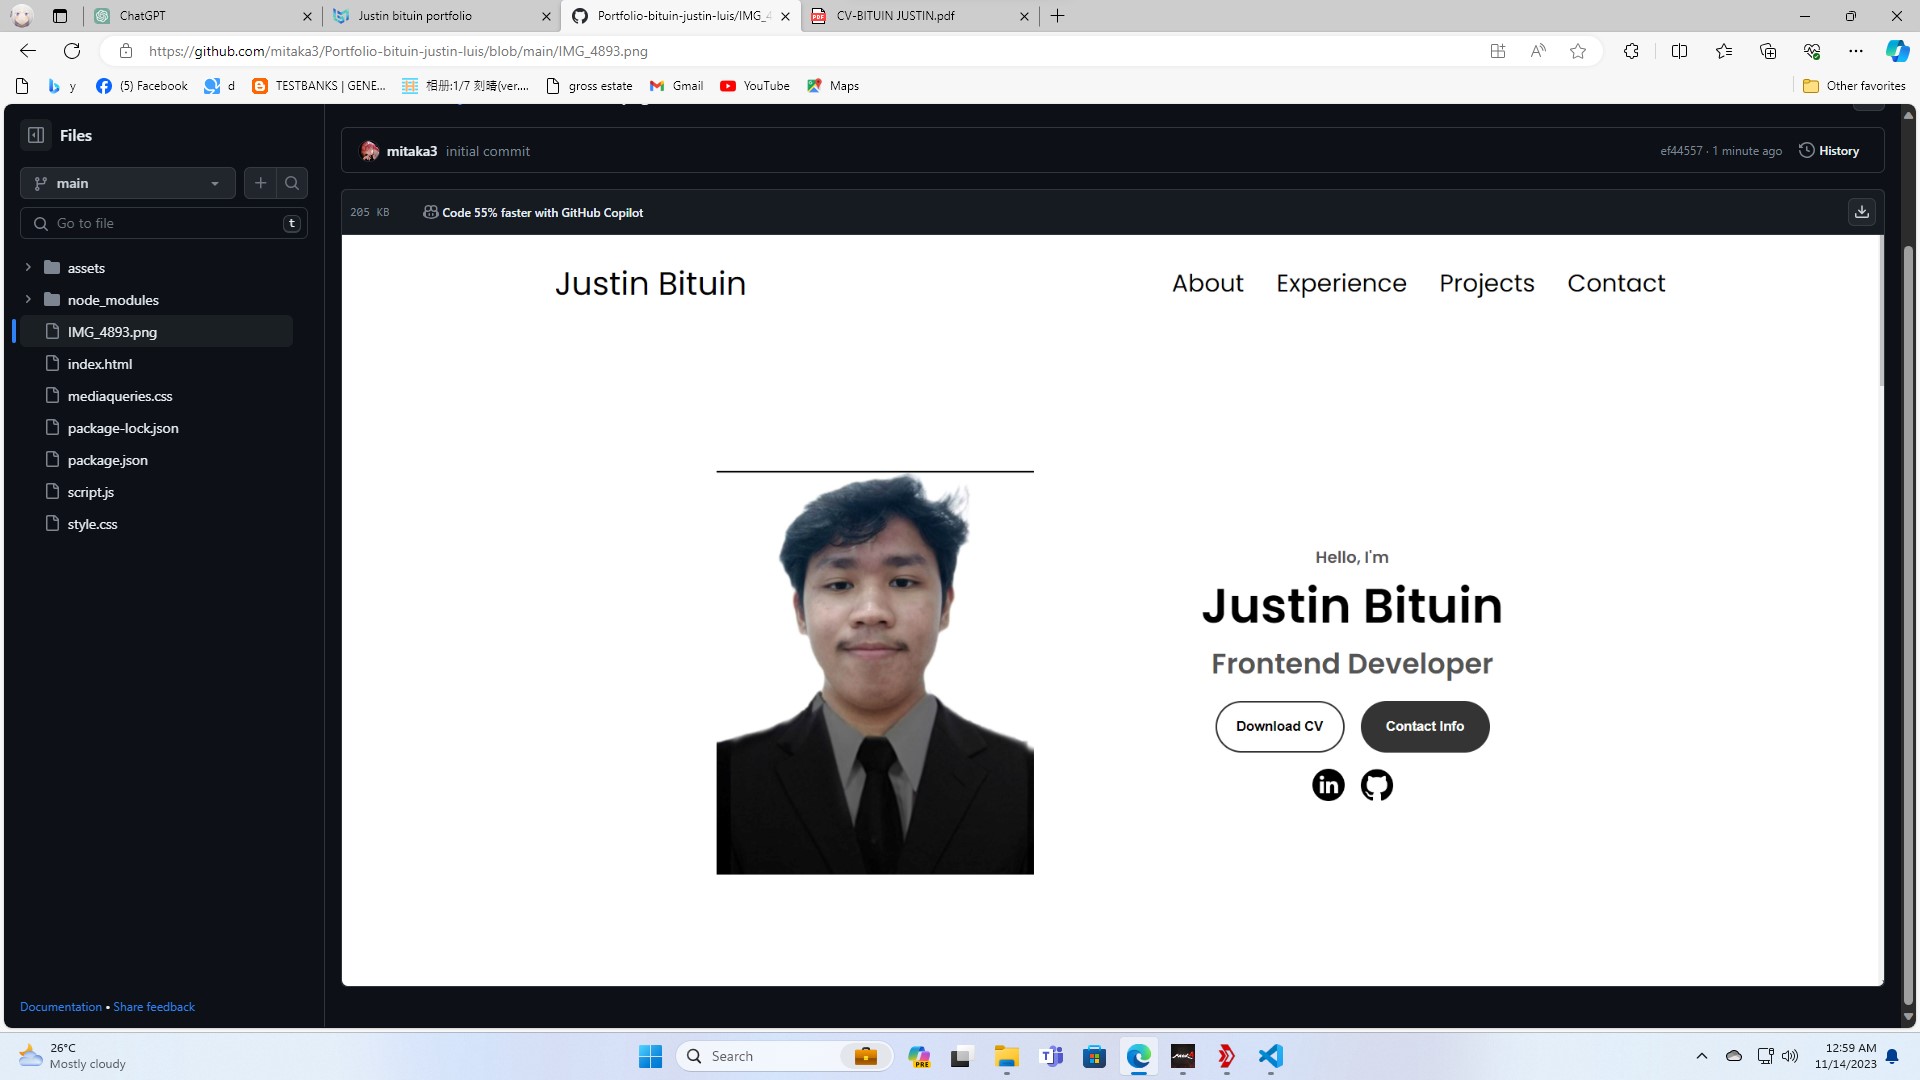 ChatGPT
Justin bituin portfolio
Portfolio-bituin-justin-luis/IMG_4
CV-BITUIN JUSTIN.pdf
https://github.com/mitaka3/Portfolio-bituin-justin-luis/blob/main/IMG_4893.png
y
(5) Facebook
d
TESTBANKS | GENE...
相册:1/7 刻晴(ver....
gross estate
Gmail
YouTube
Maps
Other favorites
Files
main
Go to file
t
assets
node_modules
IMG_4893.png
index.html
mediaqueries.css
package-lock.json
package.json
script.js
style.css
Documentation • Share feedback
mitaka3 initial commit
ef44557 · 1 minute ago
History
205 KB
Code 55% faster with GitHub Copilot
Justin Bituin
About Experience Projects Contact
Hello, I'm
Justin Bituin
Frontend Developer
Download CV
Contact Info
in
26°C
Mostly cloudy
Search
PRE
12:59 AM
11/14/2023